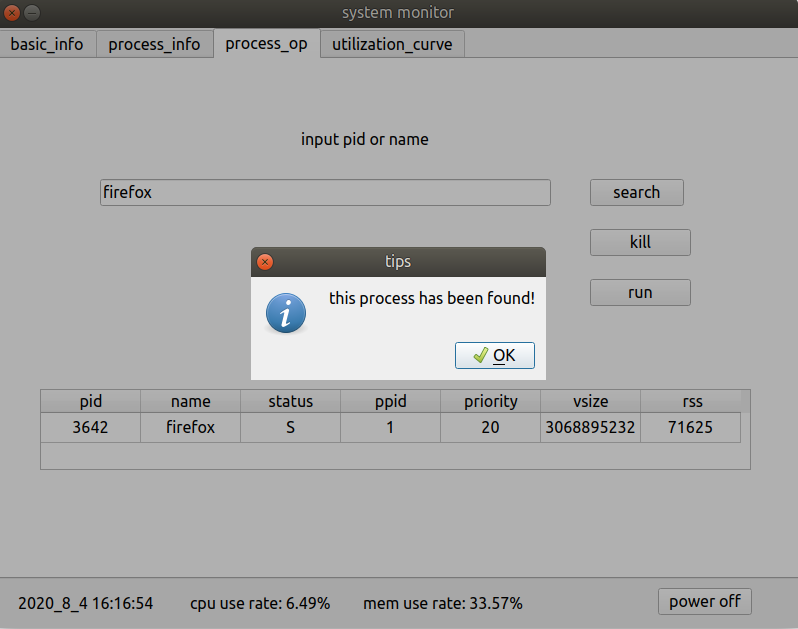 system monitor
basic_info process_info process_op utilization_curve
input pid or name
firefox search
kill
tips
this process has been found!
run
OK
pid name status ppid priority vsize rss
3642 firefox S 1 20 3068895232 71625
2020_8_4 16:16:54 cpu use rate: 6.49% mem use rate: 33.57% power off